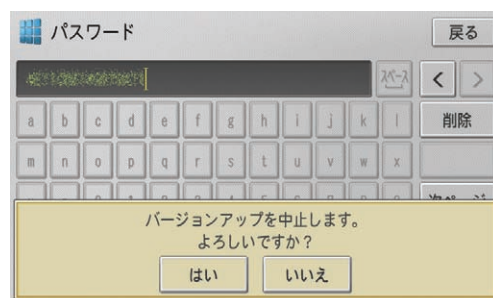 パスワード
戻る
スペース < >
a b c d e f g h i j k l 削除
m n o p q r s t u v w x
バージョンアップを中止します。
よろしいですか？
はい いいえ